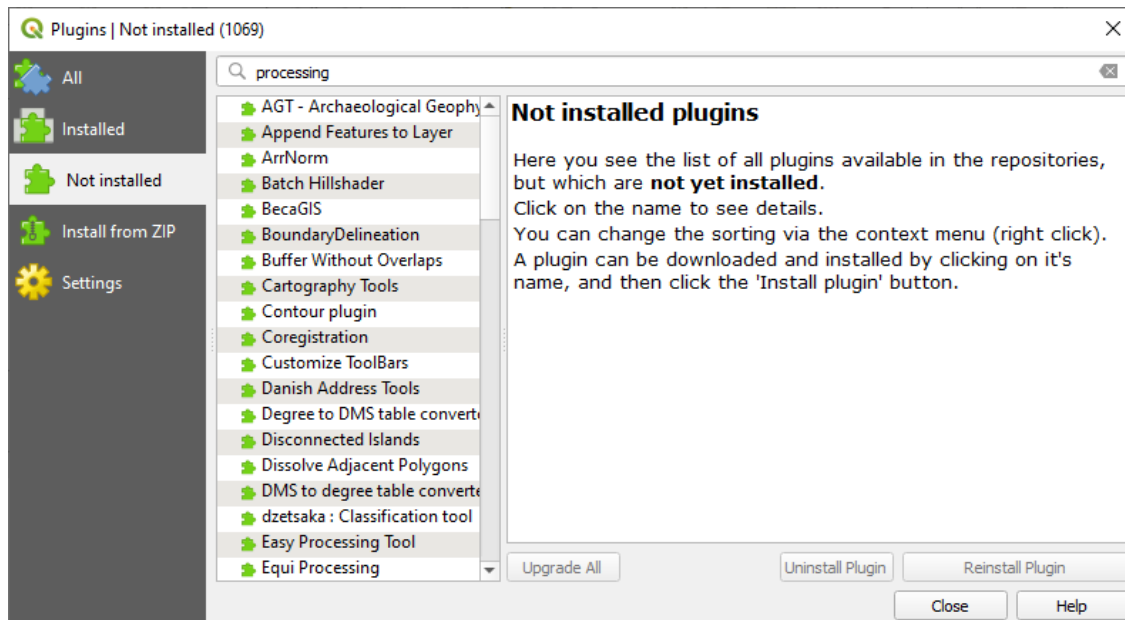 Plugins | Not installed (1069)
All
Installed
Not installed
Install from ZIP
Settings
processing
AGT - Archaeological Geophy
Append Features to Layer
ArrNorm
Batch Hillshader
BecaGIS
BoundaryDelineation
Buffer Without Overlaps
Cartography Tools
Contour plugin
Coregistration
Customize ToolBars
Danish Address Tools
Degree to DMS table converte
Disconnected Islands
Dissolve Adjacent Polygons
DMS to degree table converte
dzetsaka : Classification tool
Easy Processing Tool
Equi Processing
Not installed plugins
Here you see the list of all plugins available in the repositories,
but which are not yet installed.
Click on the name to see details.
You can change the sorting via the context menu (right click).
A plugin can be downloaded and installed by clicking on it's
name, and then click the 'Install plugin' button.
Upgrade All
Uninstall Plugin
Reinstall Plugin
Close
Help